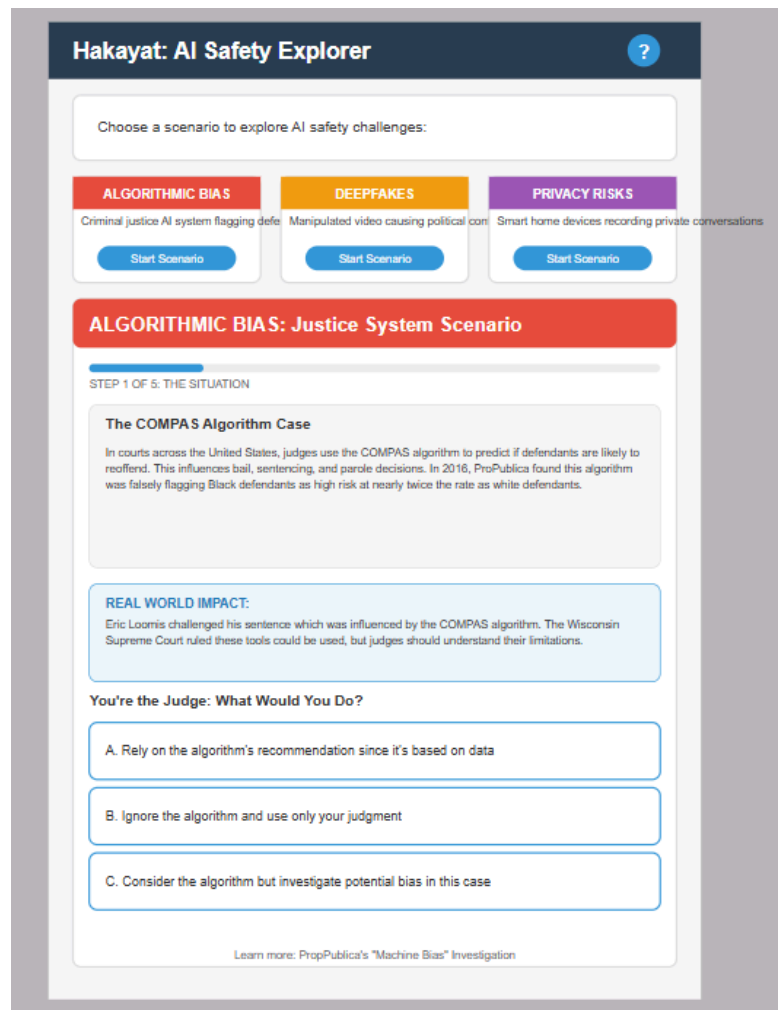 Hakayat: AI Safety Explorer
?
Choose a scenario to explore AI safety challenges:
ALGORITHMIC BIAS
Criminal justice AI system flagging defe
Start Scenario
DEEPFAKES
Manipulated video causing political con
Start Scenario
PRIVACY RISKS
Smart home devices recording private conversations
Start Scenario
ALGORITHMIC BIAS: Justice System Scenario
STEP 1 OF 5: THE SITUATION
The COMPAS Algorithm Case
In courts across the United States, judges use the COMPAS algorithm to predict if defendants are likely to
reoffend. This influences bail, sentencing, and parole decisions. In 2016, ProPublica found this algorithm
was falsely flagging Black defendants as high risk at nearly twice the rate as white defendants.
REAL WORLD IMPACT:
Eric Loomis challenged his sentence which was influenced by the COMPAS algorithm. The Wisconsin
Supreme Court ruled these tools could be used, but judges should understand their limitations.
You're the Judge: What Would You Do?
A. Rely on the algorithm's recommendation since it's based on data
B. Ignore the algorithm and use only your judgment
C. Consider the algorithm but investigate potential bias in this case
Learn more: PropPublica's "Machine Bias" Investigation